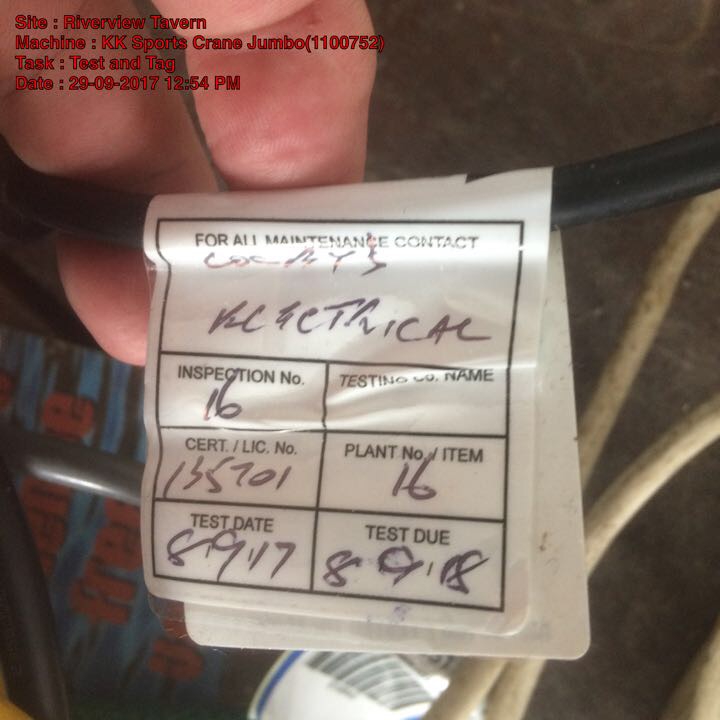 Site : Riverview Tavern
Machine : KK Sports Crane Jumbo(1100752)
Task : Test and Tag
Date : 29-09-2017 12:54 PM
FOR ALL MAINTENANCE CONTACT
ELECTRICAL
INSPECTION No.
16
TESTING Co. NAME
CERT. / LIC. No.
135701
PLANT No. / ITEM
16
TEST DATE
8.9.17
TEST DUE
8.9.18